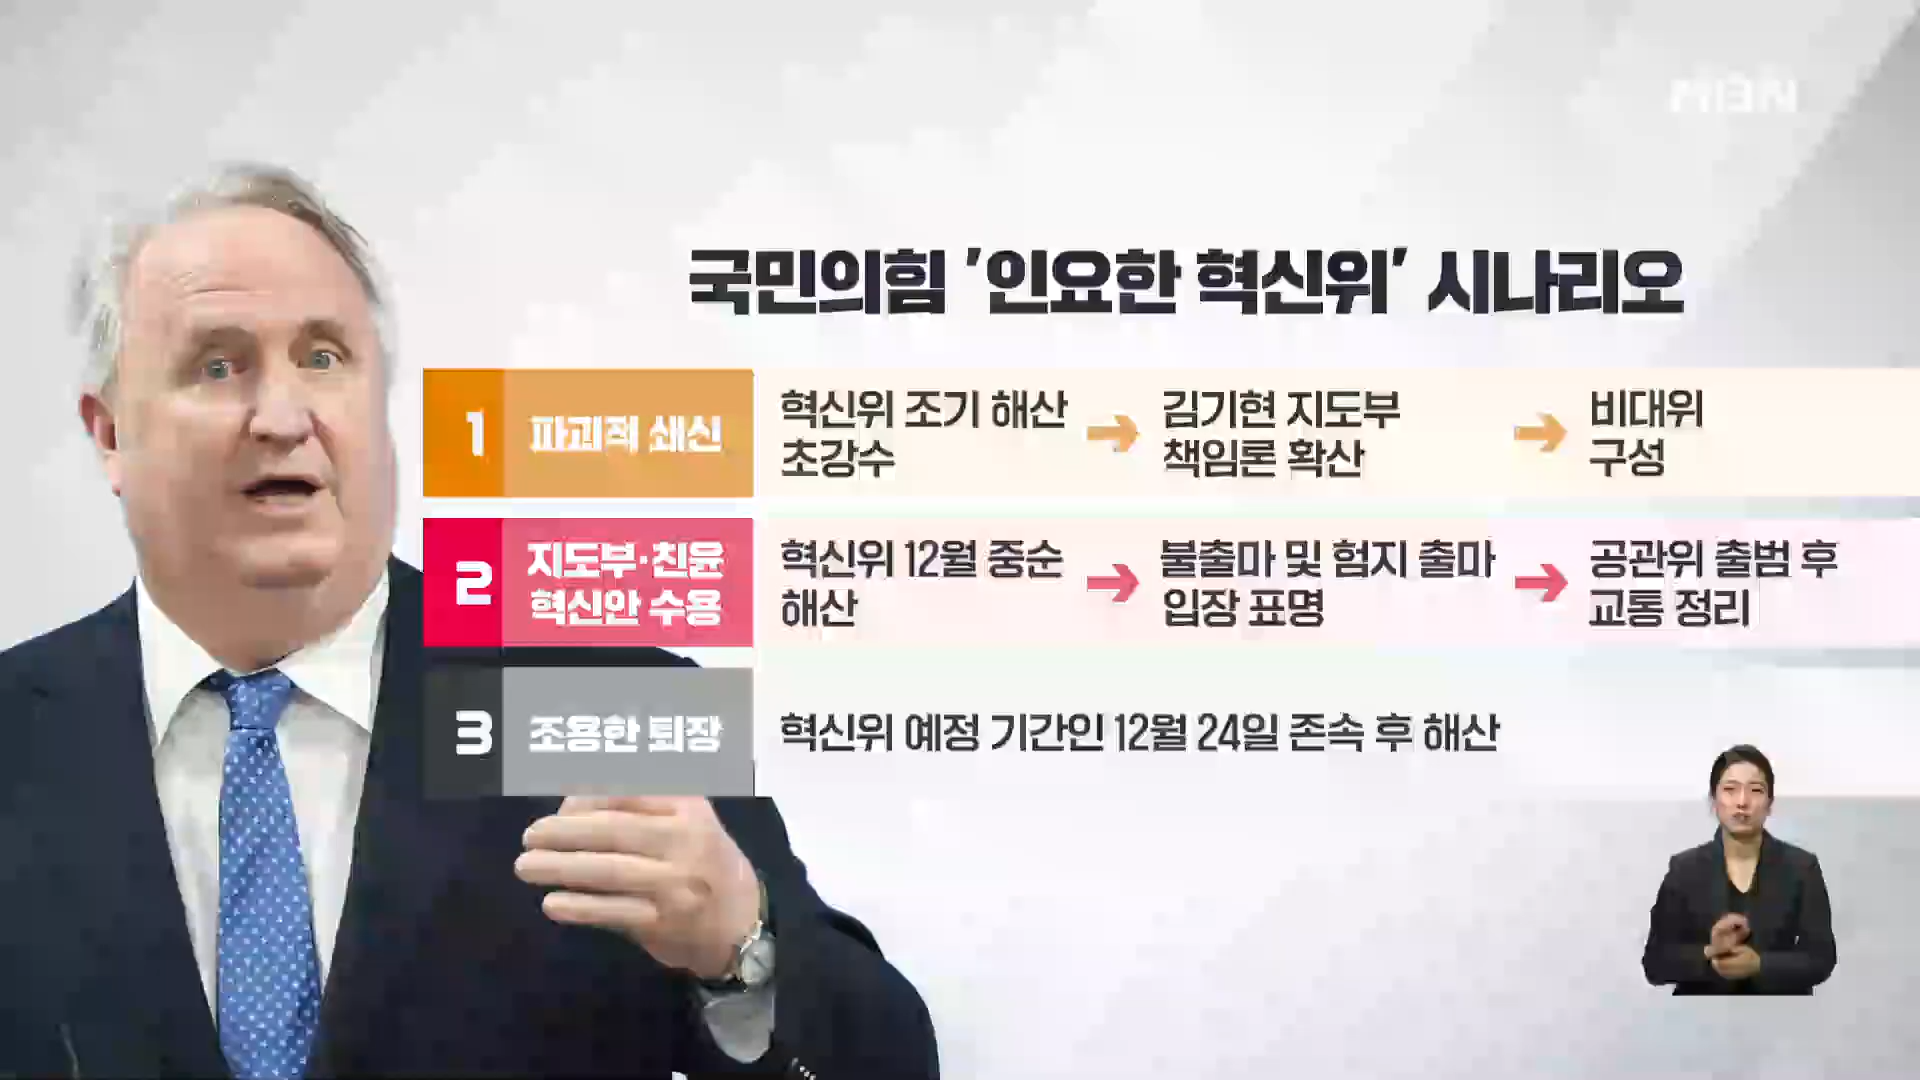 MBN
국민의힘 '인요한 혁신위' 시나리오
1 파괴적 쇄신
혁신위 조기 해산
초강수
김기현 지도부
책임론 확산
비대위
구성
2
지도부·친윤
혁신안 수용
혁신위 12월 중순
해산
불출마 및 험지 출마
입장 표명
공관위 출범 후
교통 정리
3 조용한 퇴장
혁신위 예정 기간인 12월 24일 존속 후 해산